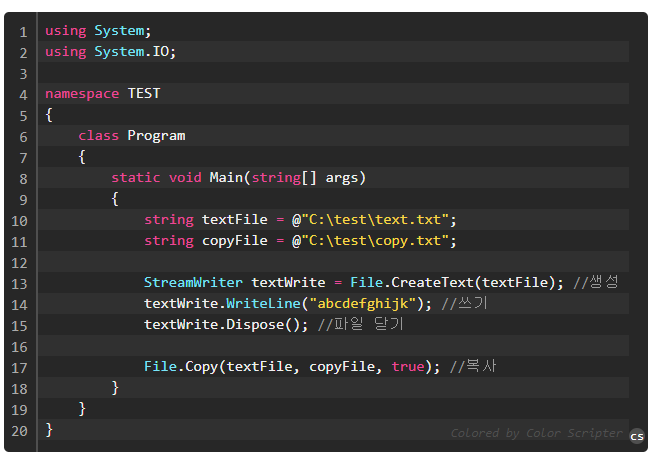 1 using System;
2 using System.IO;
3
4 namespace TEST
5 {
6     class Program
7     {
8         static void Main(string[] args)
9         {
10             string textFile = @"C:\test\text.txt";
11             string copyFile = @"C:\test\copy.txt";
12
13             StreamWriter textWrite = File.CreateText(textFile); //생성
14             textWrite.WriteLine("abcdefghijk"); //쓰기
15             textWrite.Dispose(); //파일 닫기
16
17             File.Copy(textFile, copyFile, true); //복사
18         }
19     }
20 }
Colored by Color Scripter cs